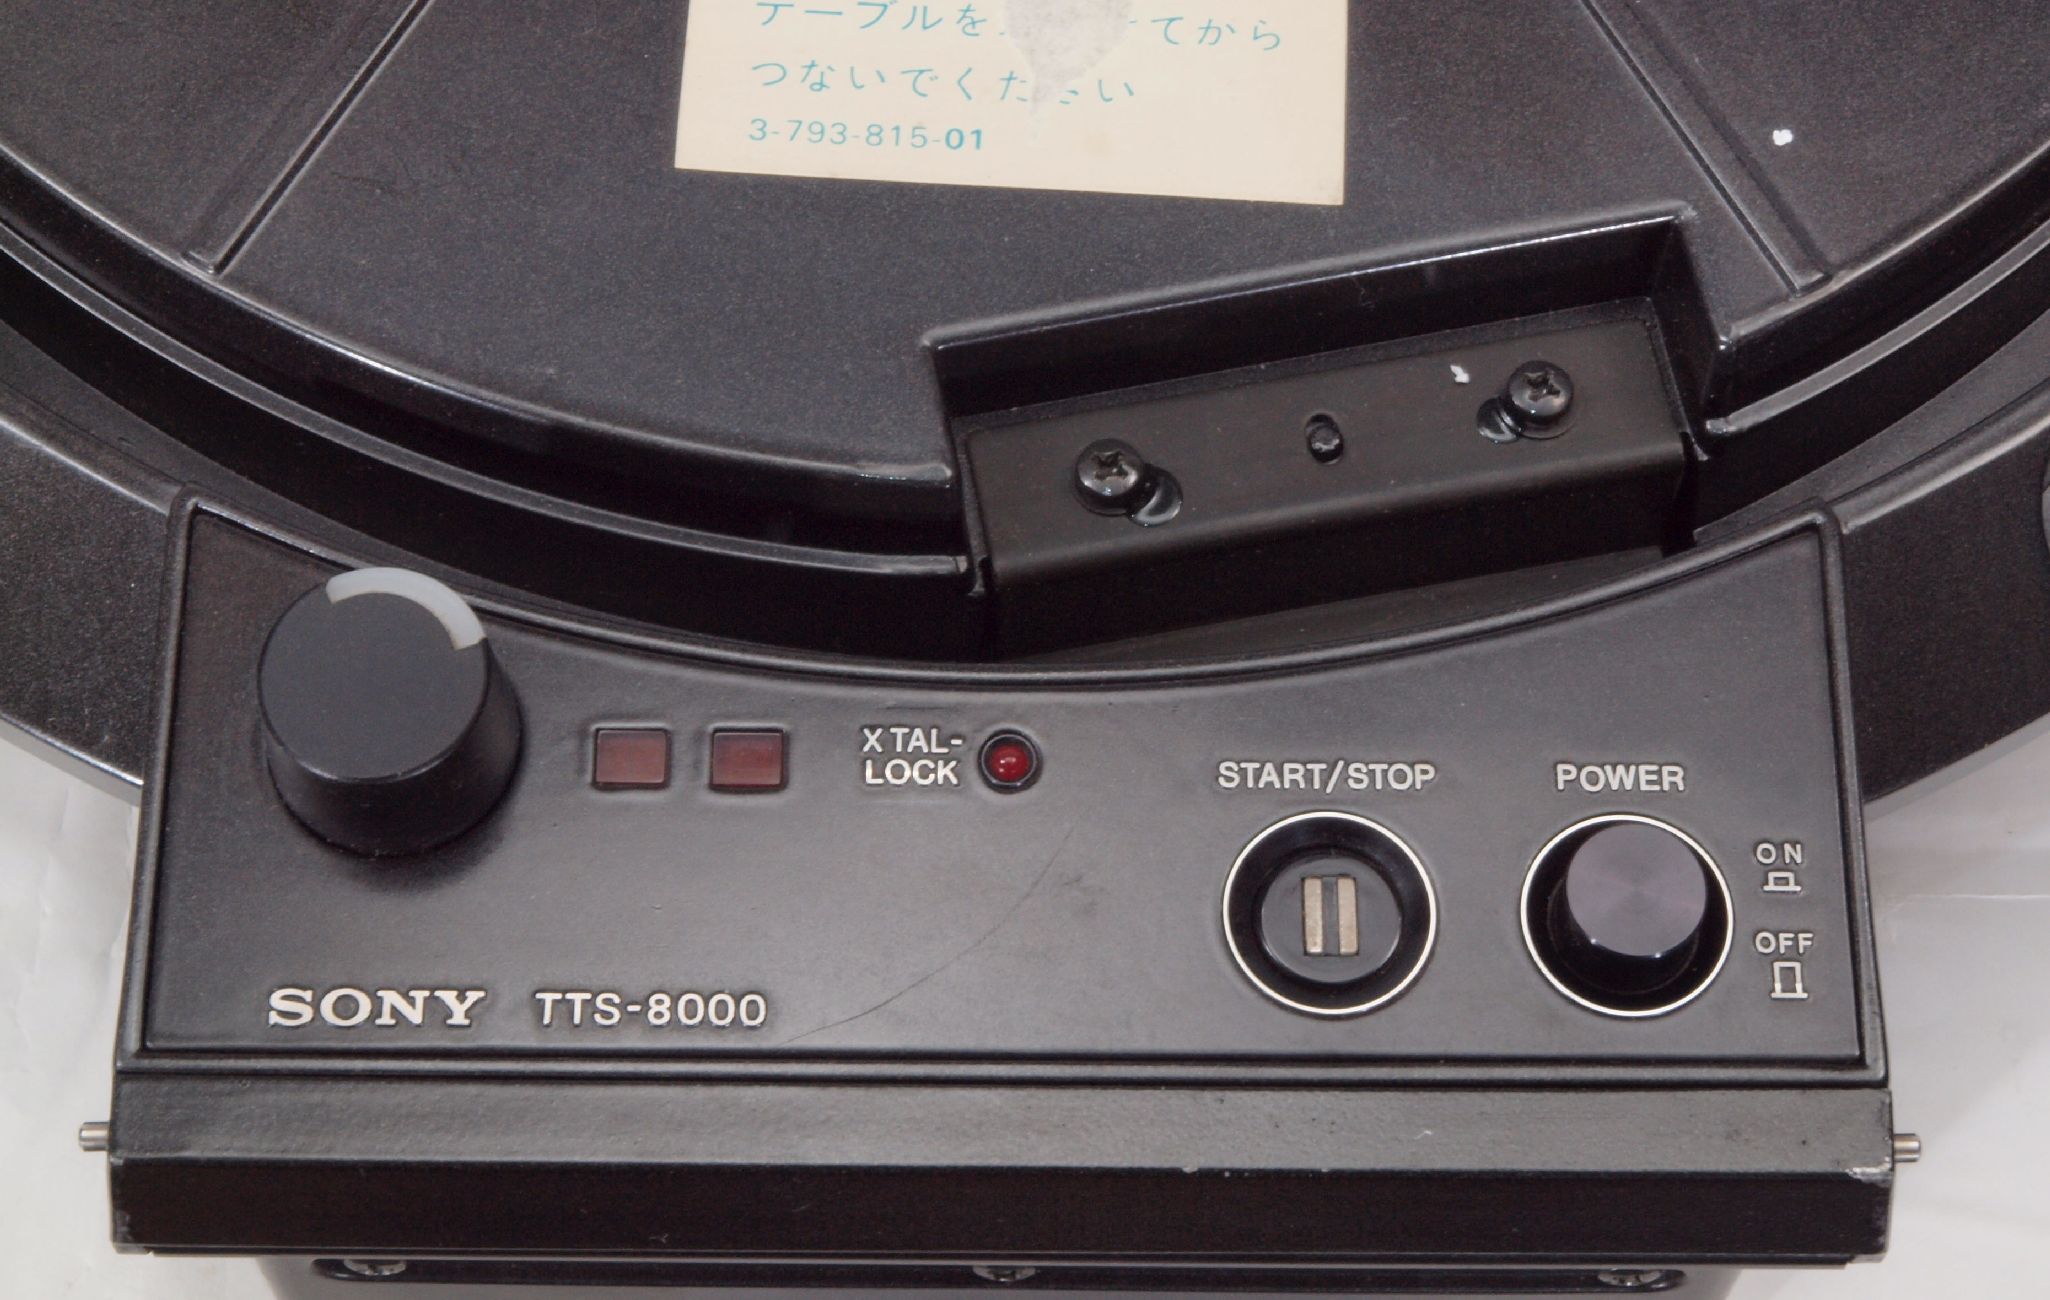 テーブルを てから
つないでください
3-793-815-01
X TAL-
LOCK
START/STOP
POWER
ON
OFF
SONY TTS-8000